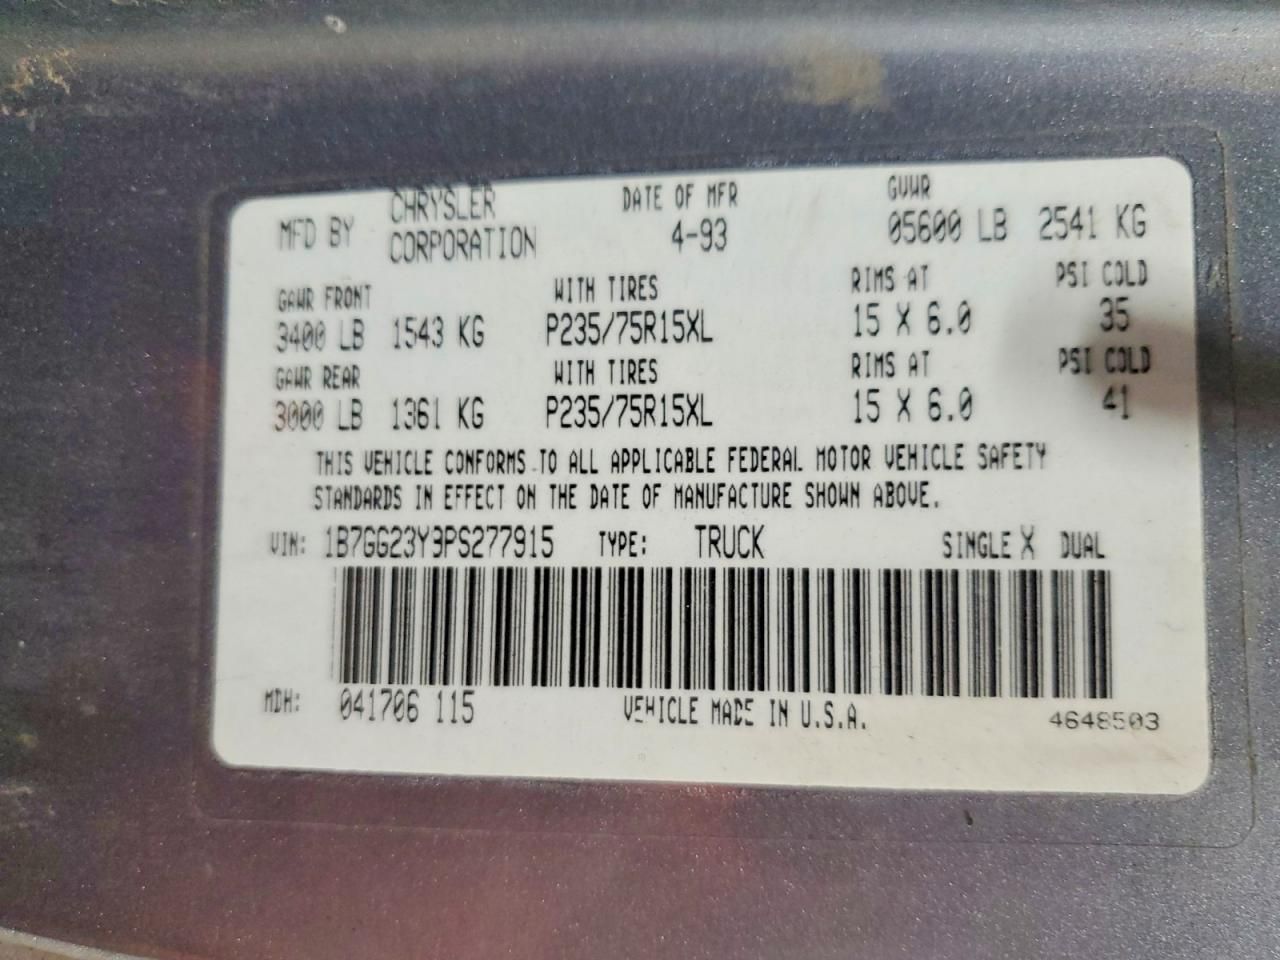 MFD BY CHRYSLER CORPORATION DATE OF MFR 4-93 GVWR 05600 LB 2541 KG
GAWR FRONT WITH TIRES RIMS AT PSI COLD
3400 LB 1543 KG P235/75R15XL 15 X 6.0 35
GAWR REAR WITH TIRES RIMS AT PSI COLD
3000 LB 1361 KG P235/75R15XL 15 X 6.0 41
THIS VEHICLE CONFORMS TO ALL APPLICABLE FEDERAL MOTOR VEHICLE SAFETY
STANDARDS IN EFFECT ON THE DATE OF MANUFACTURE SHOWN ABOVE.
VIN: 1B7GG23Y3PS277915 TYPE: TRUCK SINGLE X DUAL
MDH: 041706 115 VEHICLE MADE IN U.S.A. 4648503